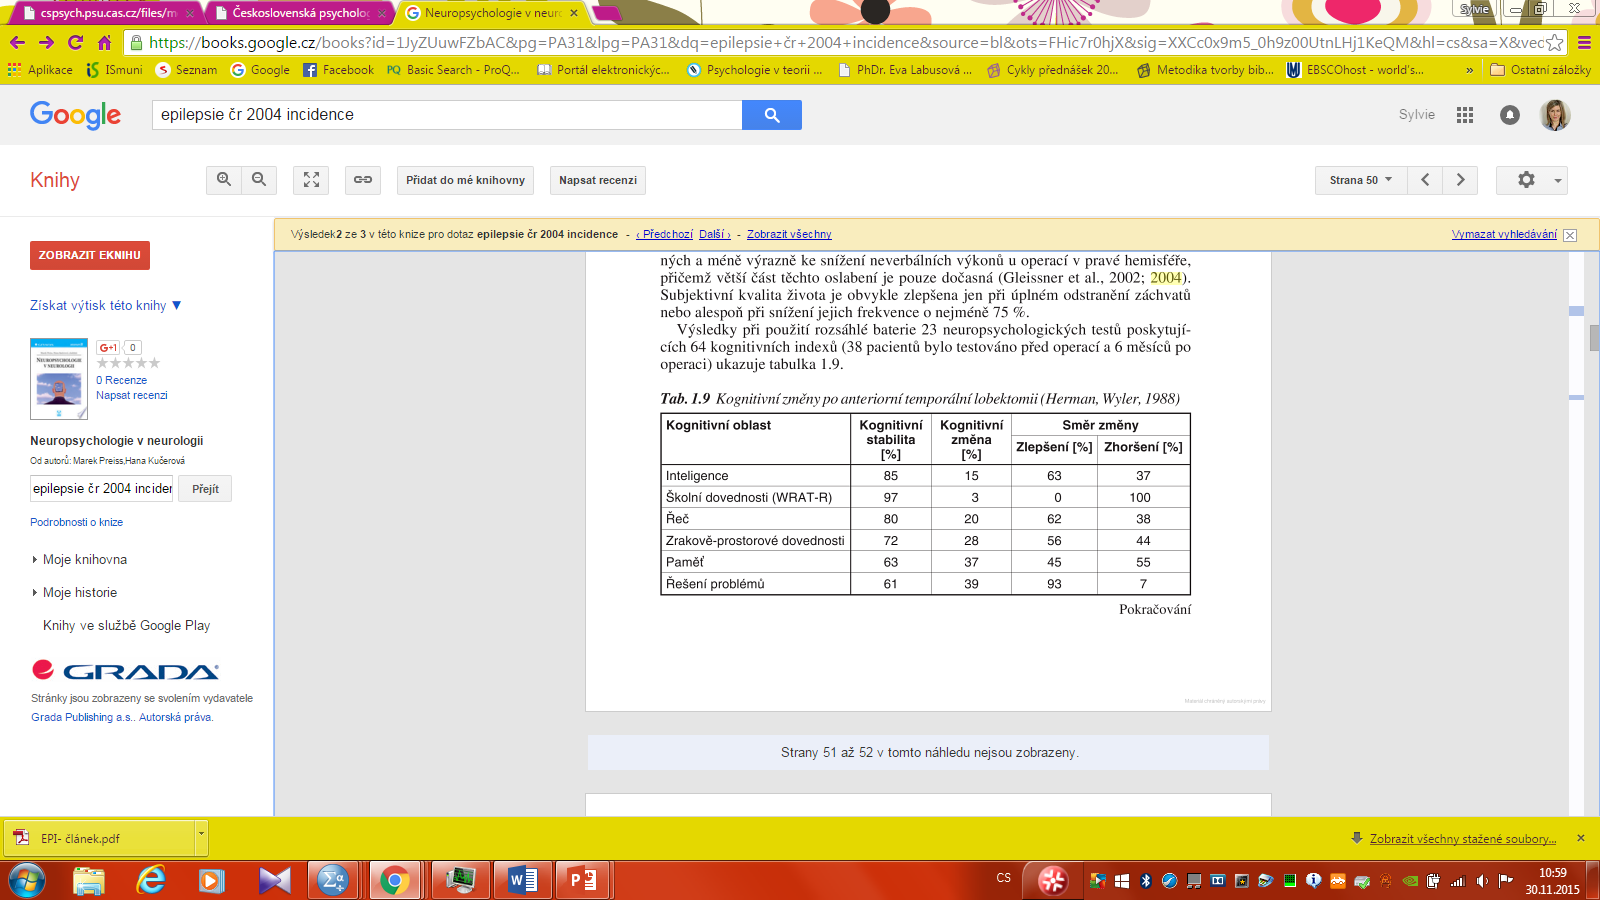 cspsych.psu.cas.cz/files/m
Československá psycholog
Neuropsychologie v neuro
Sylvie
https://books.google.cz/books?id=1JyZUuwFZbAC&pg=PA31&lpg=PA31&dq=epilepsie+čr+2004+incidence&source=bl&ots=FHic7r0hjX&sig=XXCc0x9m5_0h9z00UtnLHj1KeQM&hl=cs&sa=X&vec
Aplikace
ISmuni
Seznam
Google
Facebook
PQ Basic Search - ProQ...
Portál elektronickýc...
Psychologie v teorii ...
PhDr. Eva Labusová ...
Cykly přednášek 20...
Metodika tvorby bib...
EBSCOhost - world's...
»
Ostatní záložky
Google
epilepsie čr 2004 incidence
Sylvie
Knihy
Přidat do mé knihovny
Napsat recenzi
Strana 50
ZOBRAZIT EKNIHU
Výsledek2 ze 3 v této knize pro dotaz epilepsie čr 2004 incidence - ‹ Předchozí Další › - Zobrazit všechny
Vymazat vyhledávání
Získat výtisk této knihy ▼
NEUROPSYCHOLOGIE
V NEUROLOGII
G+1 0
0 Recenze
Napsat recenzi
Neuropsychologie v neurologii
Od autorů: Marek Preiss,Hana Kučerová
epilepsie čr 2004 inciden
Přejít
Podrobnosti o knize
Moje knihovna
Moje historie
Knihy ve službě Google Play
GRADA
Stránky jsou zobrazeny se svolením vydavatele
Grada Publishing a.s.. Autorská práva.
ných a méně výrazně ke snížení neverbálních výkonů u operací v pravé hemisféře,
přičemž větší část těchto oslabení je pouze dočasná (Gleissner et al., 2002; 2004).
Subjektivní kvalita života je obvykle zlepšena jen při úplném odstranění záchvatů
nebo alespoň při snížení jejich frekvence o nejméně 75 %.
Výsledky při použití rozsáhlé baterie 23 neuropsychologických testů poskytují-
cích 64 kognitivních indexů (38 pacientů bylo testováno před operací a 6 měsíců po
operaci) ukazuje tabulka 1.9.
Tab. 1.9 Kognitivní změny po anteriorní temporální lobektomii (Herman, Wyler, 1988)
Kognitivní oblast
Kognitivní
stabilita
[%]
Kognitivní
změna
[%]
Směr změny
Zlepšení [%] Zhoršení [%]
Inteligence 85 15 63 37
Školní dovednosti (WRAT-R) 97 3 0 100
Řeč 80 20 62 38
Zrakově-prostorové dovednosti 72 28 56 44
Paměť 63 37 45 55
Řešení problémů 61 39 93 7
Pokračování
Materiál chráněný autorskými právy
Strany 51 až 52 v tomto náhledu nejsou zobrazeny.
EPI- článek.pdf
Zobrazit všechny stažené soubory...
CS
10:59
30.11.2015